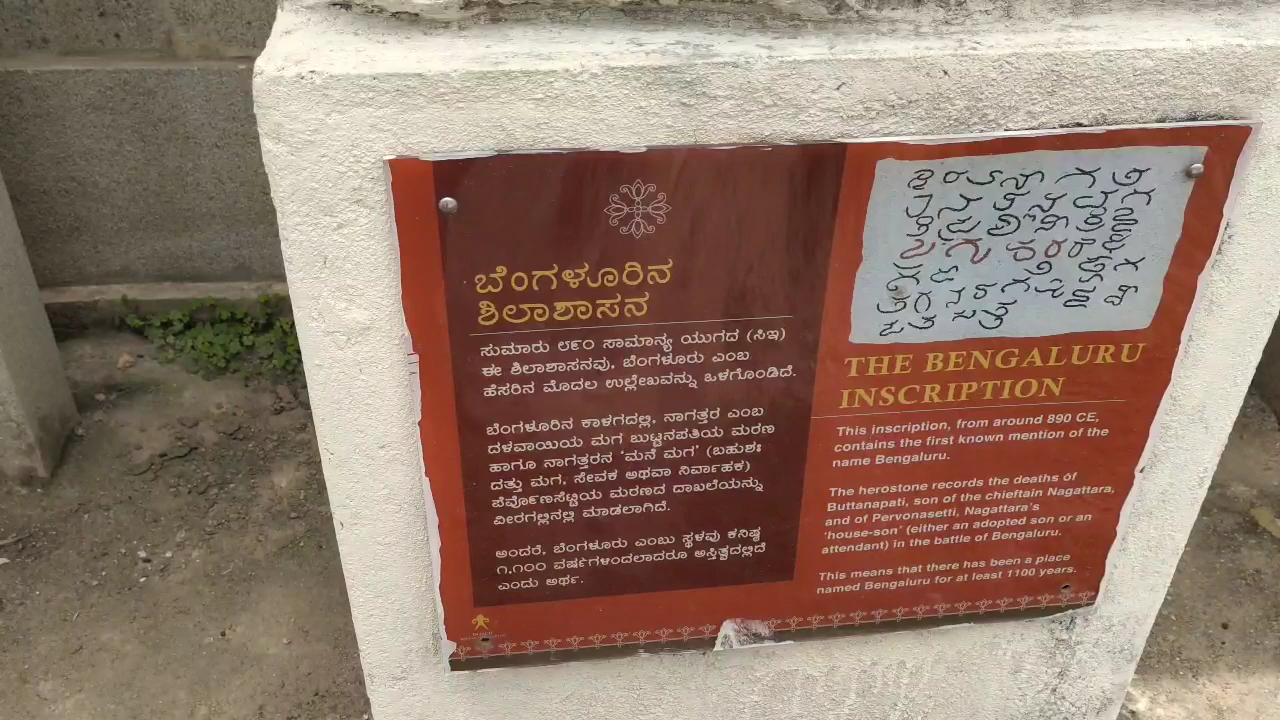 ಬೆಂಗಳೂರಿನ
ಶಿಲಾಶಾಸನ
ಸುಮಾರು ೮೯೦ ಸಾಮಾನ್ಯ ಯುಗದ (ಸಿಇ)
ಈ ಶಿಲಾಶಾಸನವು, ಬೆಂಗಳೂರು ಎಂಬ
ಹೆಸರಿನ ಮೊದಲ ಉಲ್ಲೇಖವನ್ನು ಒಳಗೊಂಡಿದೆ.
ಬೆಂಗಳೂರಿನ ಕಾಳಗದಲ್ಲಿ, ನಾಗತ್ತರ ಎಂಬ
ದಳವಾಯಿಯ ಮಗ ಬುಟ್ಟನಪತಿಯ ಮರಣ
ಹಾಗೂ ನಾಗತ್ತರನ 'ಮನೆ ಮಗ' (ಬಹುಶಃ
ದತ್ತು ಮಗ, ಸೇವಕ ಅಥವಾ ನಿರ್ವಾಹಕ)
ಪೆರ್ವೊಣಸೆಟ್ಟಿಯ ಮರಣದ ದಾಖಲೆಯನ್ನು
ವೀರಗಲ್ಲಿನಲ್ಲಿ ಮಾಡಲಾಗಿದೆ.
ಅಂದರೆ, ಬೆಂಗಳೂರು ಎಂಬು ಸ್ಥಳವು ಕನಿಷ್ಠ
೧,೧೦೦ ವರ್ಷಗಳಿಂದಲಾದರೂ ಅಸ್ತಿತ್ವದಲ್ಲಿದೆ
ಎಂದು ಅರ್ಥ.
THE BENGALURU
INSCRIPTION
This inscription, from around 890 CE,
contains the first known mention of the
name Bengaluru.
The herostone records the deaths of
Buttanapati, son of the chieftain Nagattara,
and of Pervonasetti, Nagattara's
'house-son' (either an adopted son or an
attendant) in the battle of Bengaluru.
This means that there has been a place
named Bengaluru for at least 1100 years.